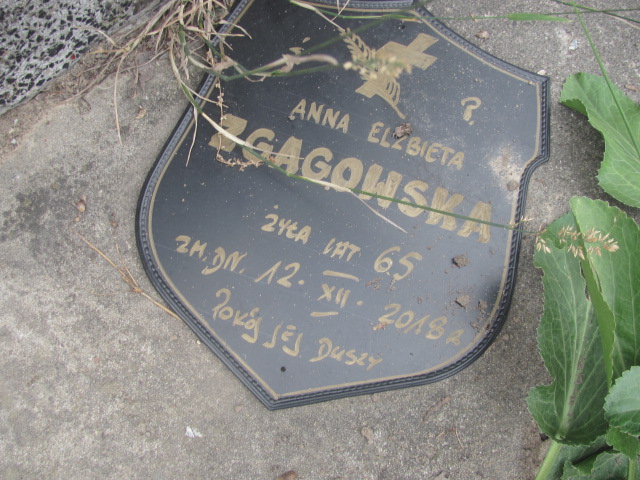 Ś. P.
ANNA ELŻBIETA
ZGAGOWSKA
ŻYŁA LAT 65
ZM. DN. 12. XII. 2018 R
Pokój jej Duszy